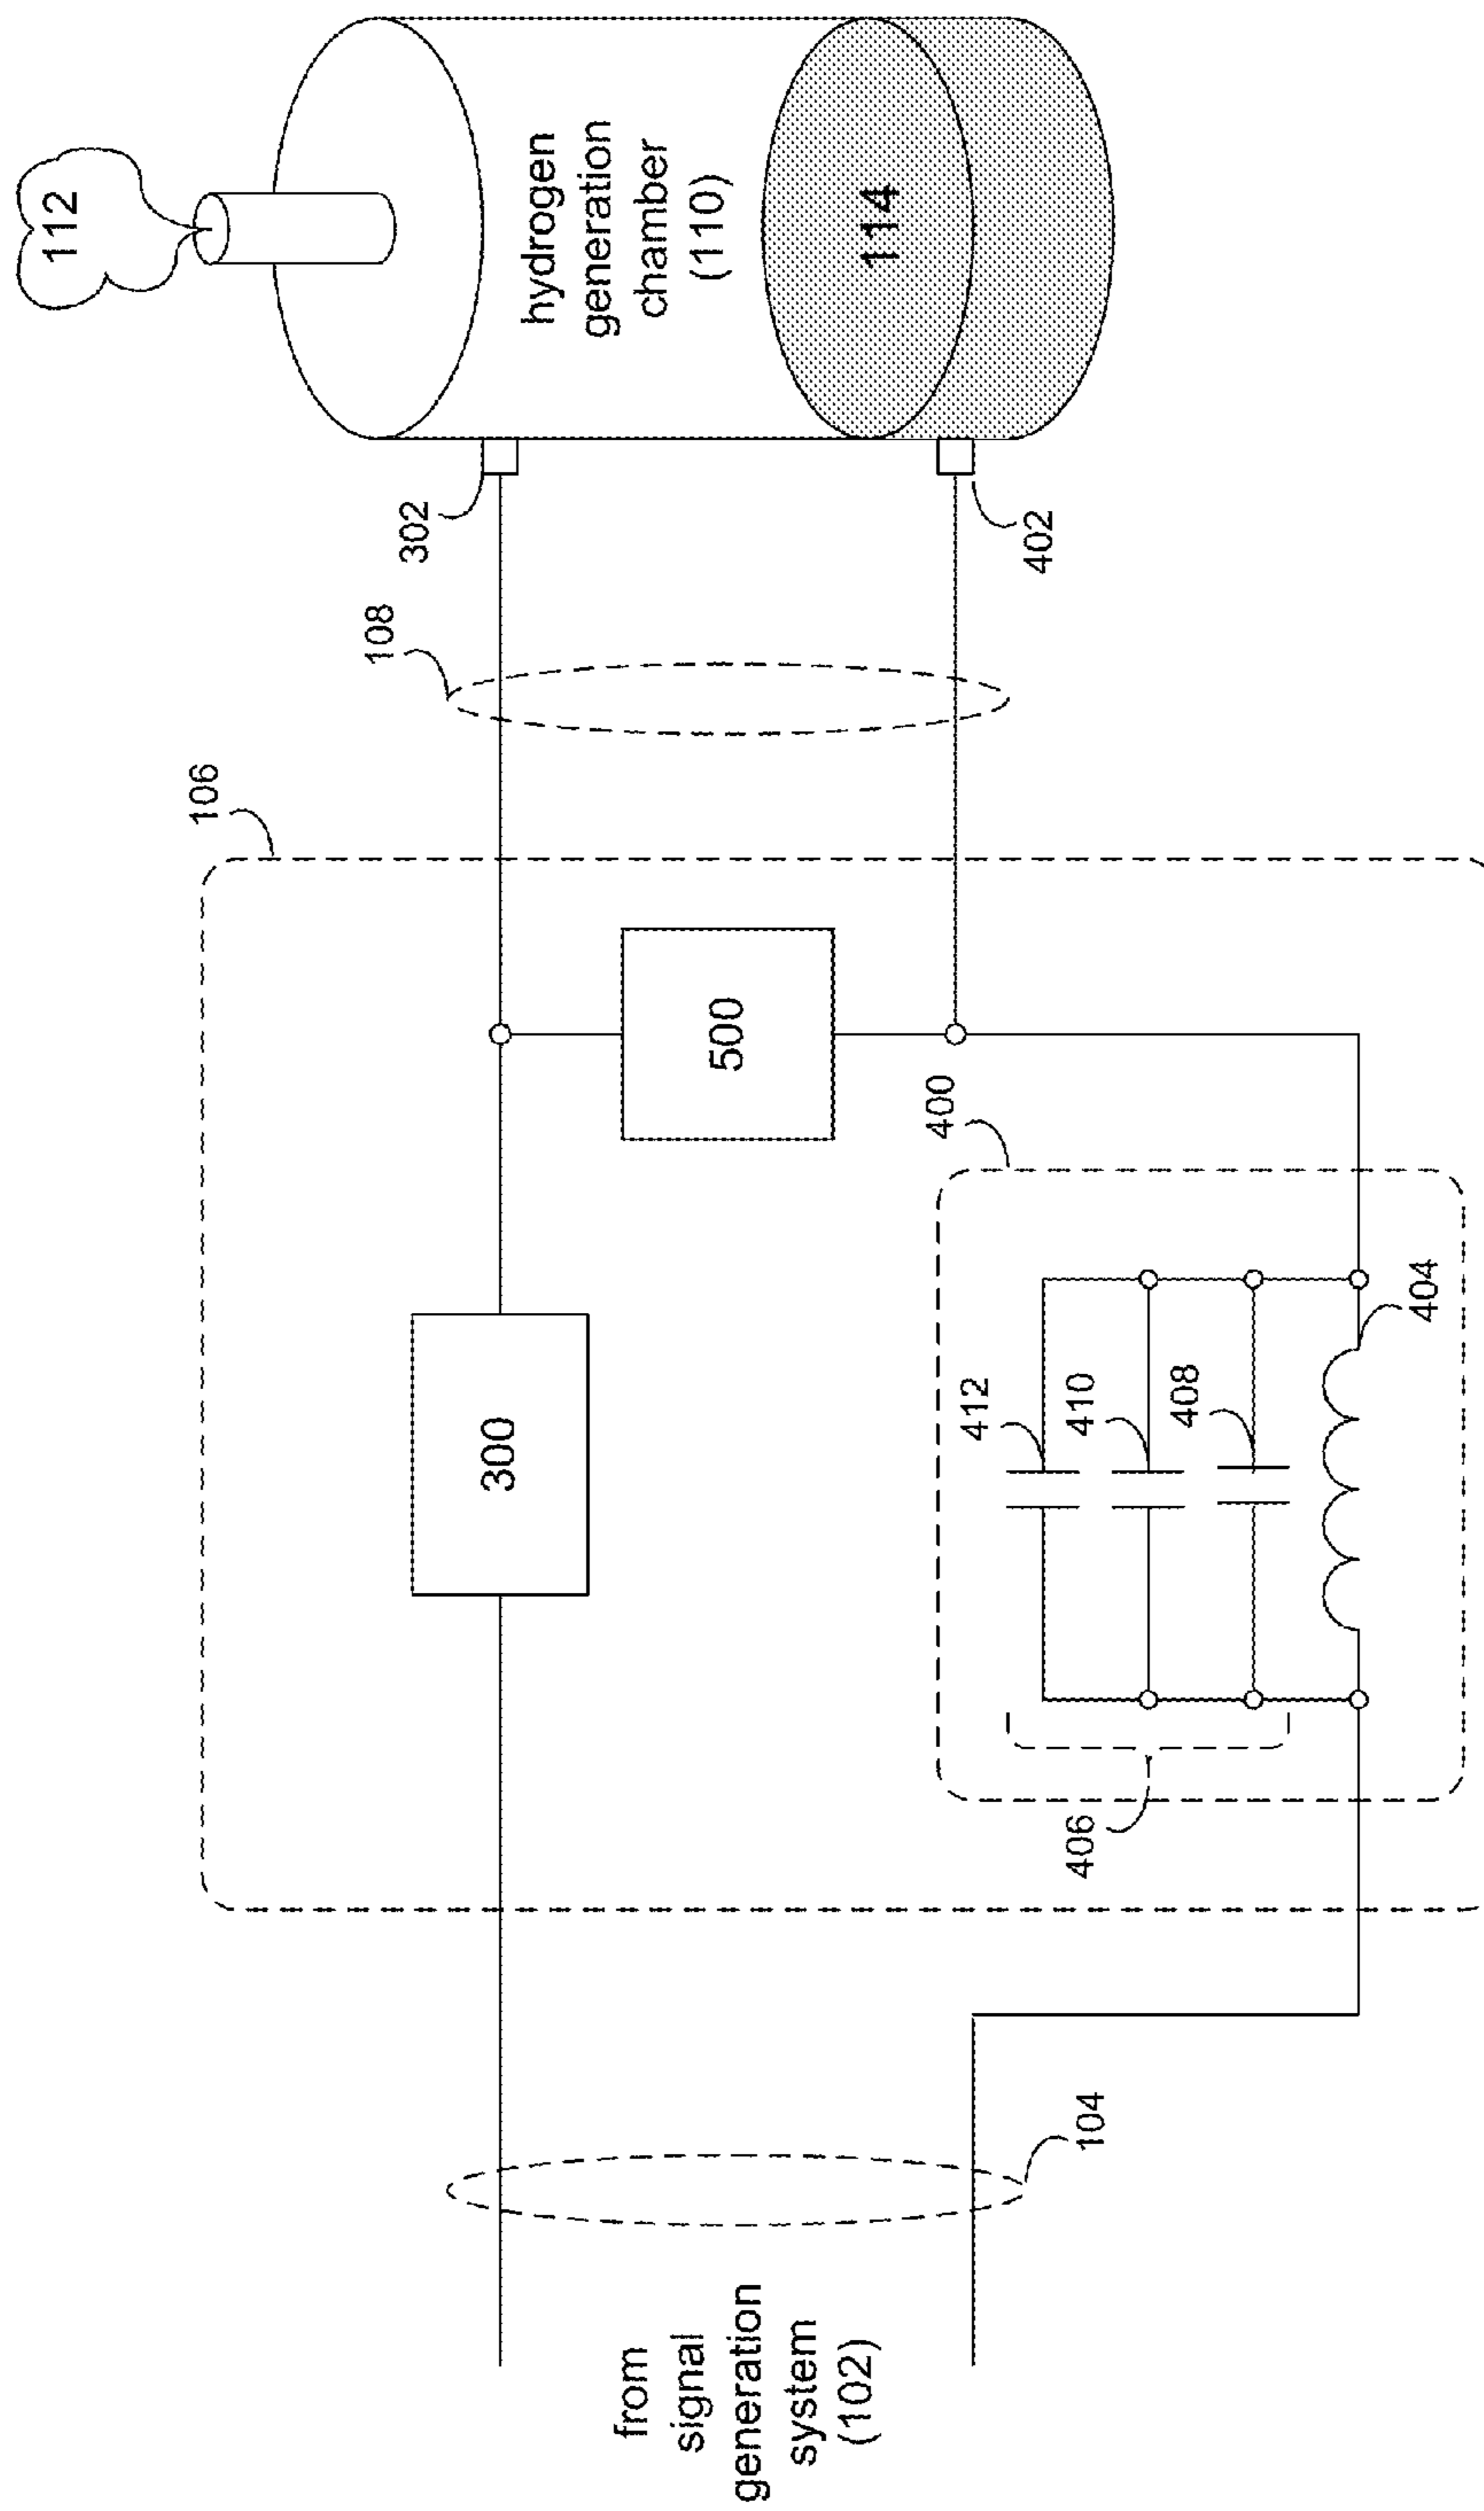 from
signal
generation
system
(102)
104
106
300
406
412
410
408
404
400
500
108
302
402
112
hydrogen
generation
chamber
(110)
114